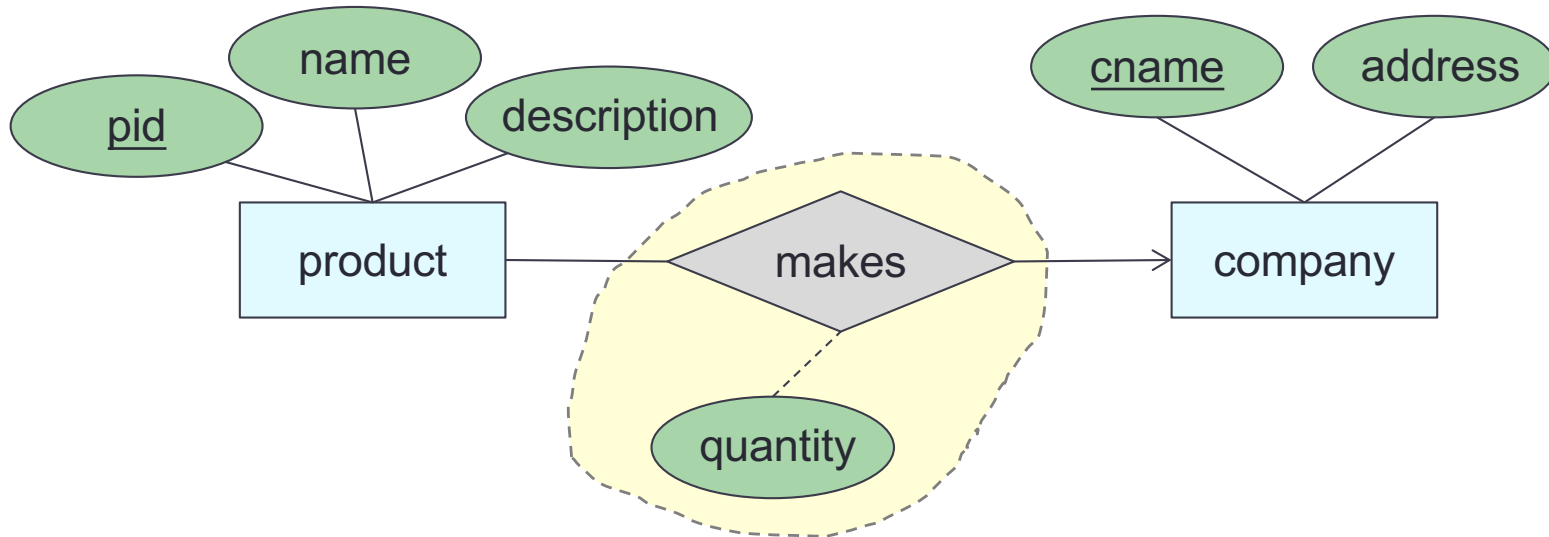 name
cname
address
pid
description
product
makes
company
quantity